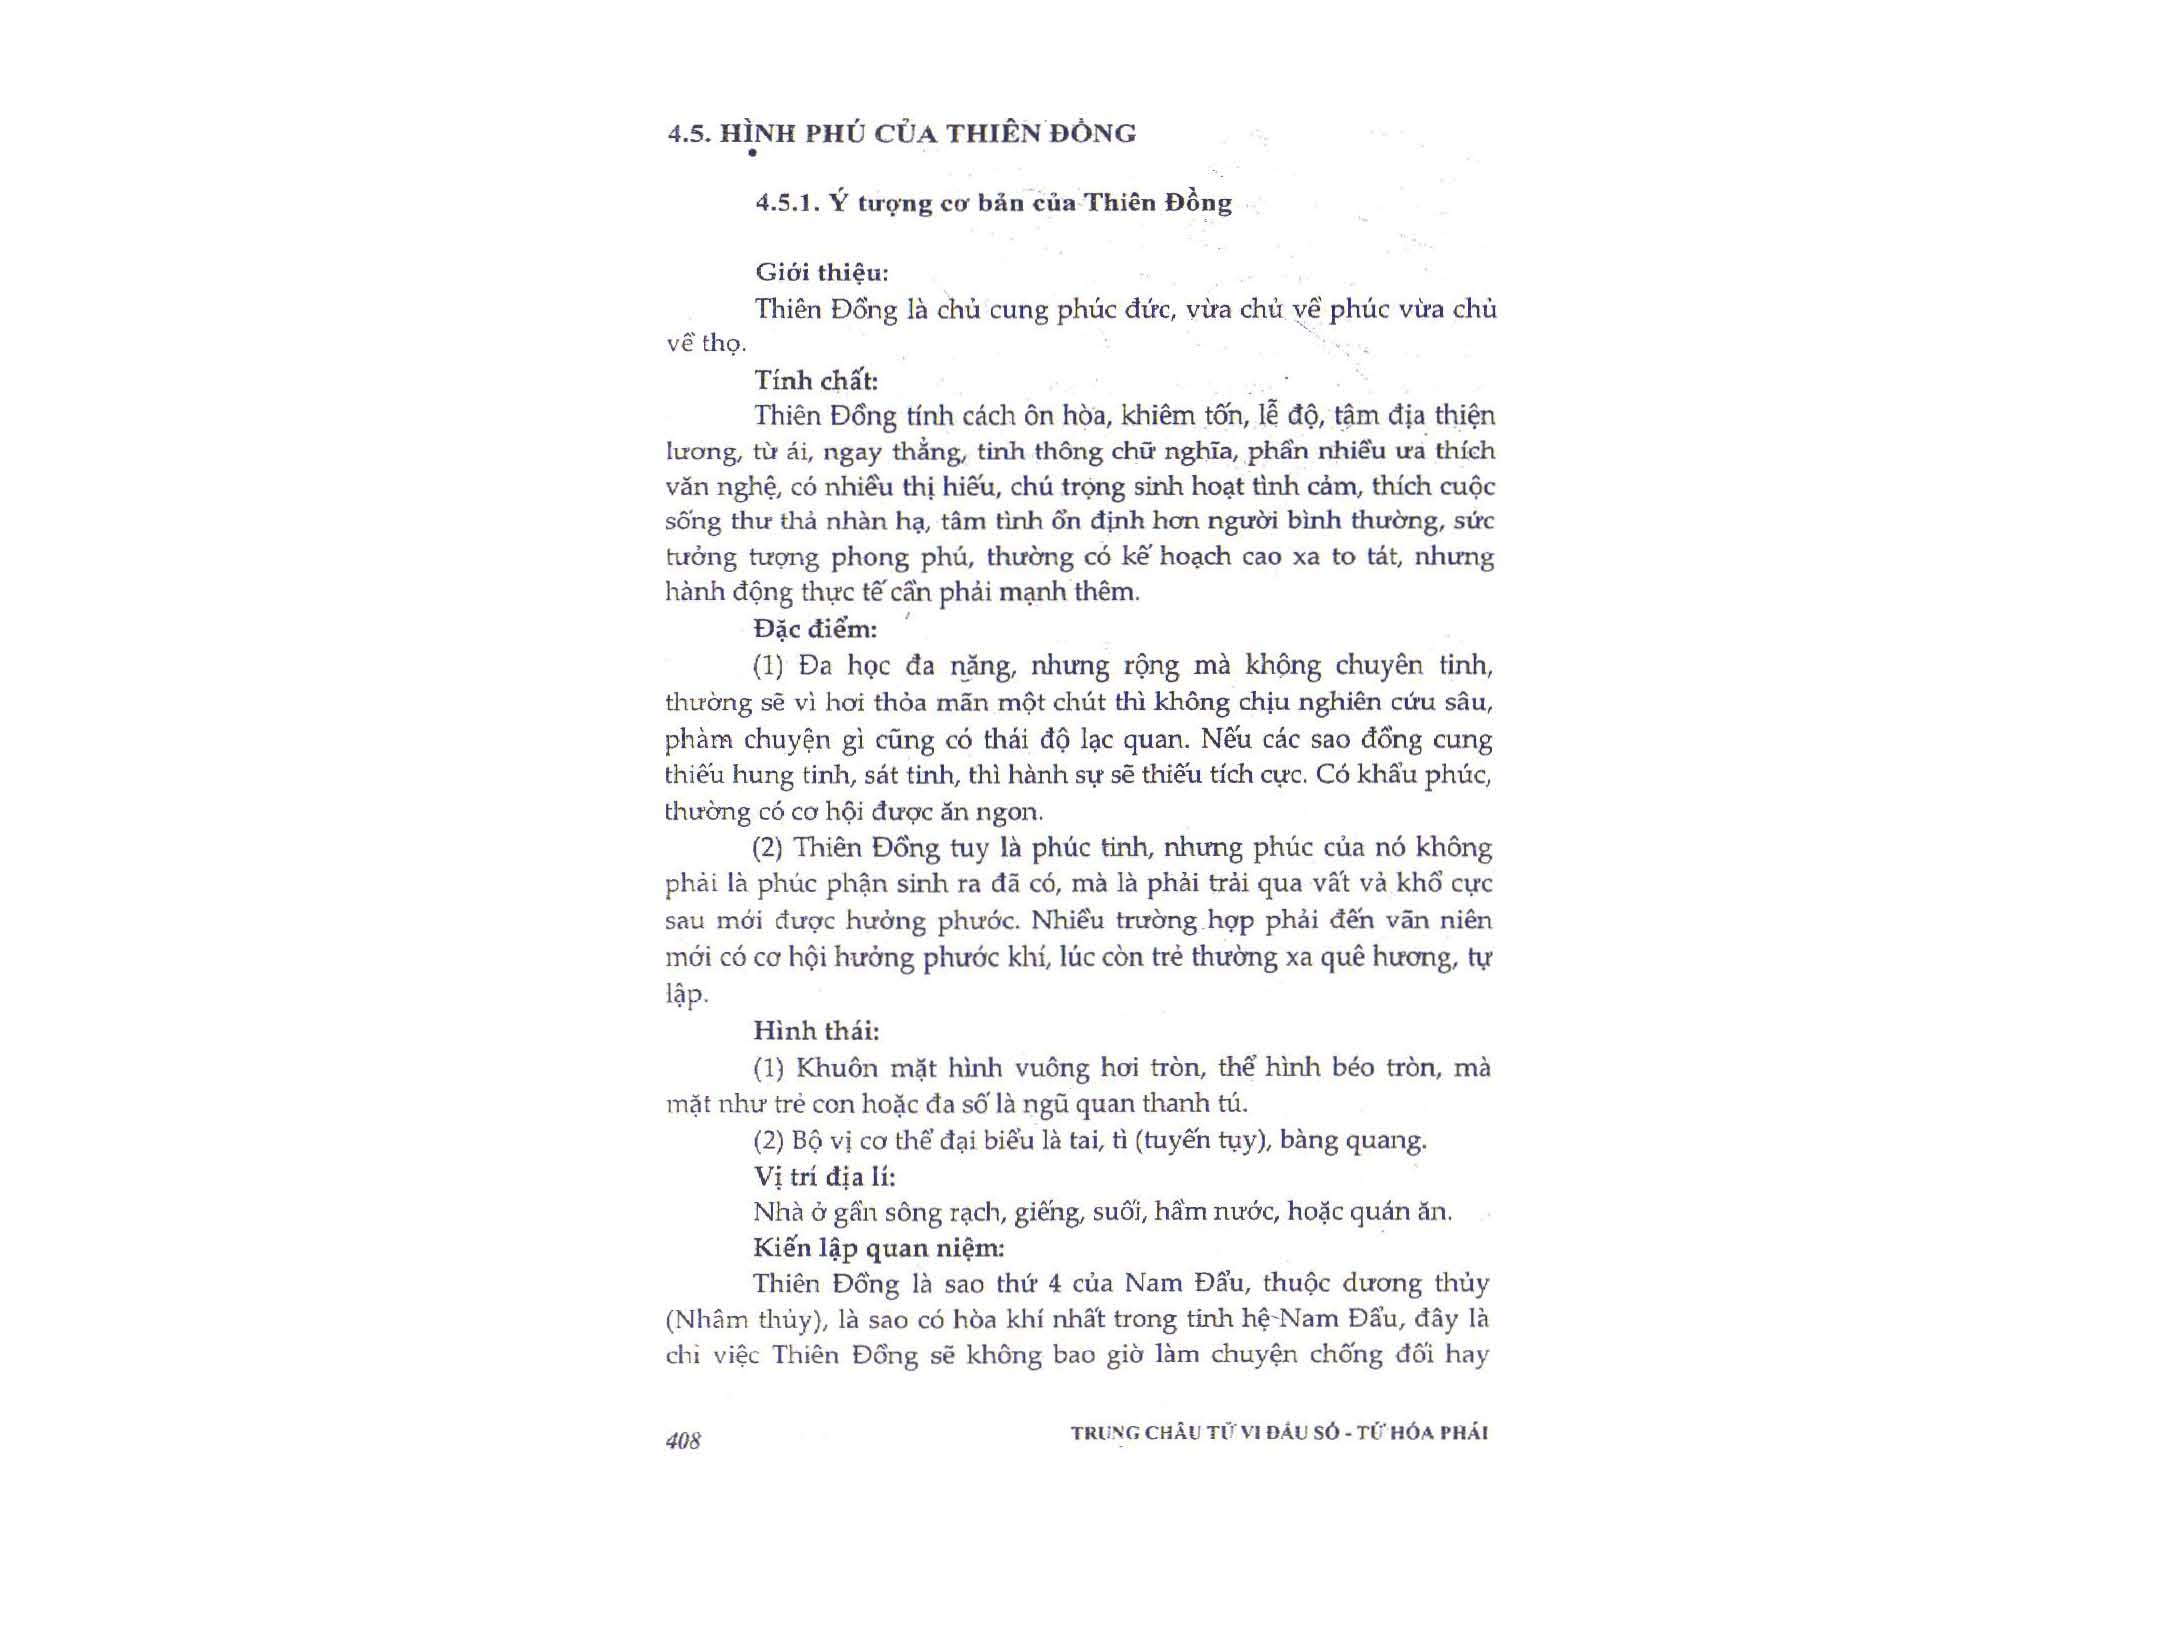 4.5. HÌNH PHÚ CỦA THIÊN ĐỒNG
4.5.1. Ý tượng cơ bản của Thiên Đồng
Giới thiệu:
Thiên Đồng là chủ cung phúc đức, vừa chủ về phúc vừa chủ
về thọ.
Tính chất:
Thiên Đồng tính cách ôn hòa, khiêm tốn, lễ độ, tâm địa thiện
lương, từ ái, ngay thẳng, tinh thông chữ nghĩa, phần nhiều ưa thích
văn nghệ, có nhiều thị hiếu, chú trọng sinh hoạt tình cảm, thích cuộc
sống thư thả nhàn hạ, tâm tình ổn định hơn người bình thường, sức
tưởng tượng phong phú, thường có kế hoạch cao xa to tát, nhưng
hành động thực tế cần phải mạnh thêm.
Đặc điểm:
(1) Đa học đa năng, nhưng rộng mà không chuyên tinh,
thường sẽ vì hơi thỏa mãn một chút thì không chịu nghiên cứu sâu,
phàm chuyện gì cũng có thái độ lạc quan. Nếu các sao đồng cung
thiếu hung tinh, sát tinh, thì hành sự sẽ thiếu tích cực. Có khẩu phúc,
thường có cơ hội được ăn ngon.
(2) Thiên Đồng tuy là phúc tinh, nhưng phúc của nó không
phải là phúc phận sinh ra đã có, mà là phải trải qua vất vả khổ cực
sau mới được hưởng phước. Nhiều trường hợp phải đến vãn niên
mới có cơ hội hưởng phước khí, lúc còn trẻ thường xa quê hương, tự
lập.
Hình thái:
(1) Khuôn mặt hình vuông hơi tròn, thể hình béo tròn, mà
mặt như trẻ con hoặc đa số là ngũ quan thanh tú.
(2) Bộ vị cơ thể đại biểu là tai, tì (tuyến tụy), bàng quang.
Vị trí địa lí:
Nhà ở gần sông rạch, giếng, suối, hầm nước, hoặc quán ăn.
Kiến lập quan niệm:
Thiên Đồng là sao thứ 4 của Nam Đẩu, thuộc dương thủy
(Nhâm thủy), là sao có hòa khí nhất trong tinh hệ Nam Đẩu, đây là
chỉ việc Thiên Đồng sẽ không bao giờ làm chuyện chống đối hay
408
TRUNG CHÂU TỬ VI ĐẨU SỐ - TỨ HÓA PHÁI